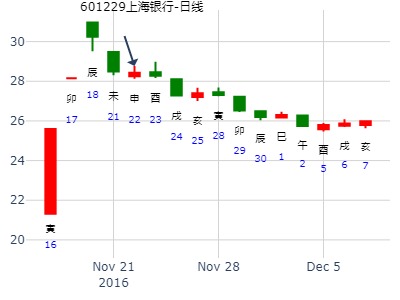 601229上海银行-日线
30
28
26
24
22
20
寅
16
卯
17
辰
18
未
21
申
22
酉
23
戌
24
亥
25
寅
28
卯
29
辰
30
巳
1
午
2
酉
5
戌
6
亥
7
Nov 21
2016
Nov 28
Dec 5